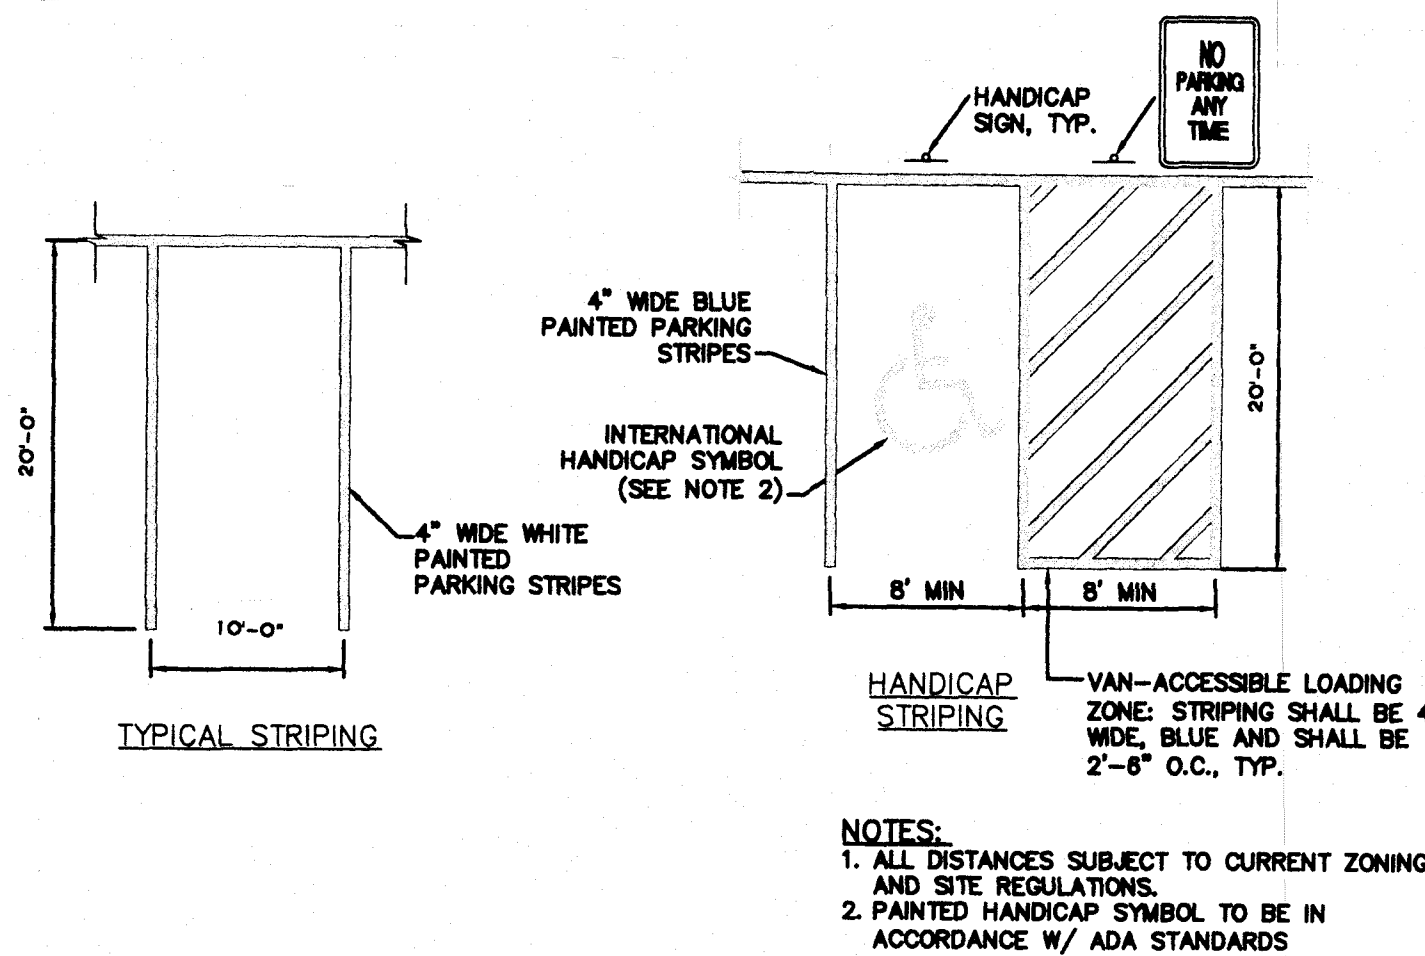 NO
PARKING
ANY
TIME
HANDICAP
SIGN, TYP.
4" WIDE BLUE
PAINTED PARKING
STRIPES
INTERNATIONAL
HANDICAP SYMBOL
(SEE NOTE 2)
20'-0"
20'-0"
4" WIDE WHITE
PAINTED
PARKING STRIPES
10'-0"
8' MIN
8' MIN
TYPICAL STRIPING
HANDICAP
STRIPING
VAN-ACCESSIBLE LOADING
ZONE: STRIPING SHALL BE 4
WIDE, BLUE AND SHALL BE
2'-6" O.C., TYP.
NOTES:
1. ALL DISTANCES SUBJECT TO CURRENT ZONING
AND SITE REGULATIONS.
2. PAINTED HANDICAP SYMBOL TO BE IN
ACCORDANCE W/ ADA STANDARDS